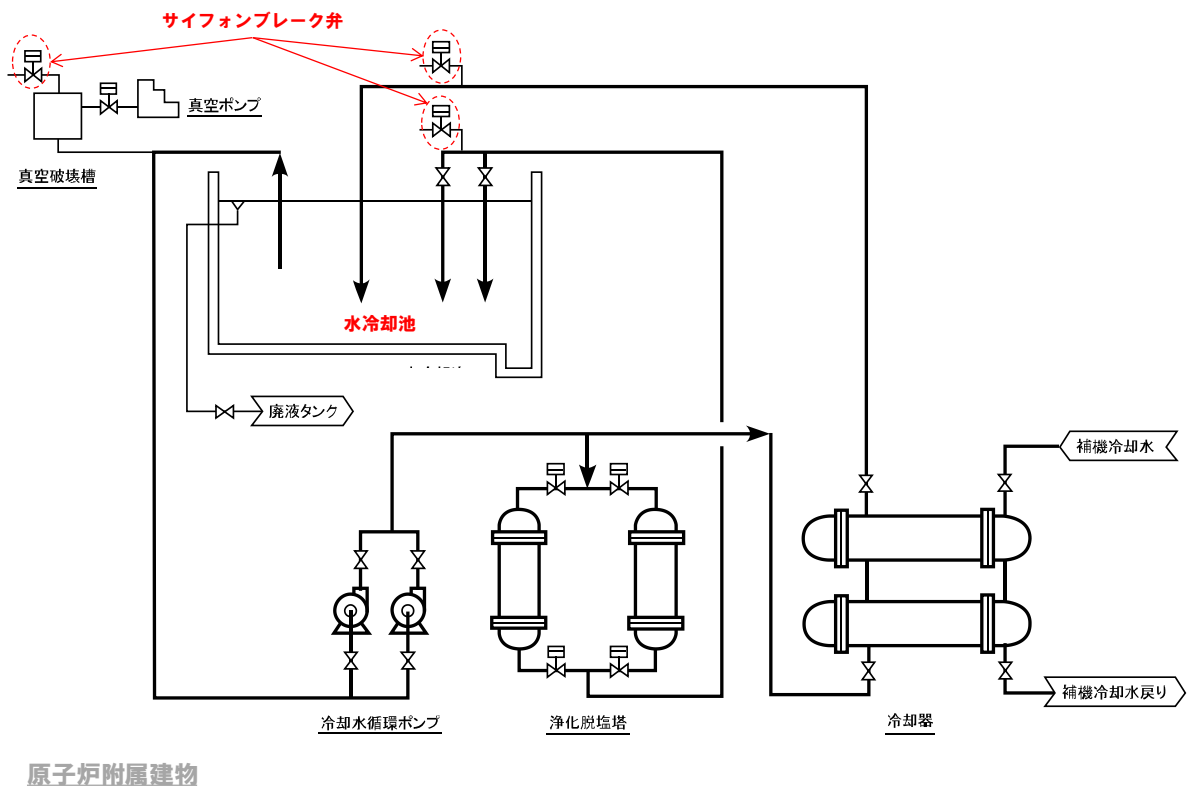 サイフォンブレーク弁
真空ポンプ
真空破壊槽
水冷却池
廃液タンク
補機冷却水
補機冷却水戻り
冷却水循環ポンプ
浄化脱塩塔
冷却器
原子炉附属建物